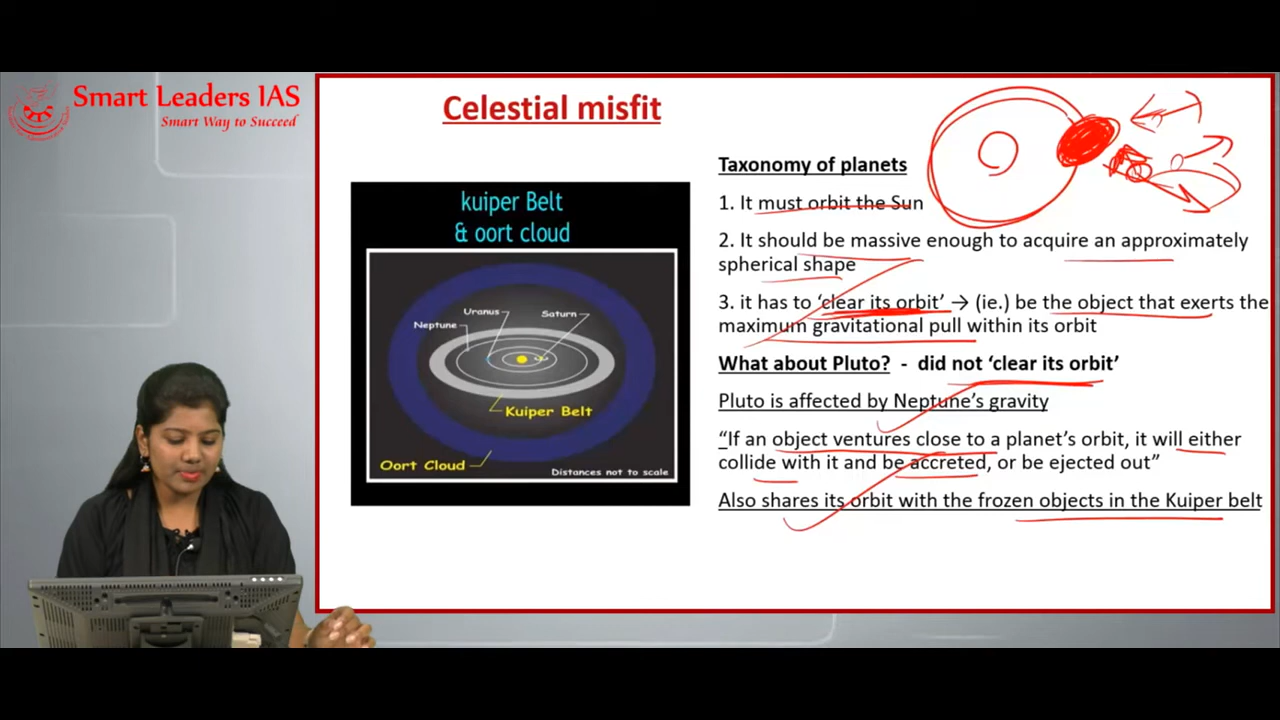 Smart Leaders IAS
Smart Way to Succeed
Celestial misfit
kuiper Belt
& oort cloud
Uranus
Saturn
Neptune
Kuiper Belt
Oort Cloud
Distances not to scale
Taxonomy of planets
1. It must orbit the Sun
2. It should be massive enough to acquire an approximately
spherical shape
3. it has to ‘clear its orbit’ → (ie.) be the object that exerts the
maximum gravitational pull within its orbit
What about Pluto? - did not ‘clear its orbit’
Pluto is affected by Neptune’s gravity
“If an object ventures close to a planet’s orbit, it will either
collide with it and be accreted, or be ejected out”
Also shares its orbit with the frozen objects in the Kuiper belt